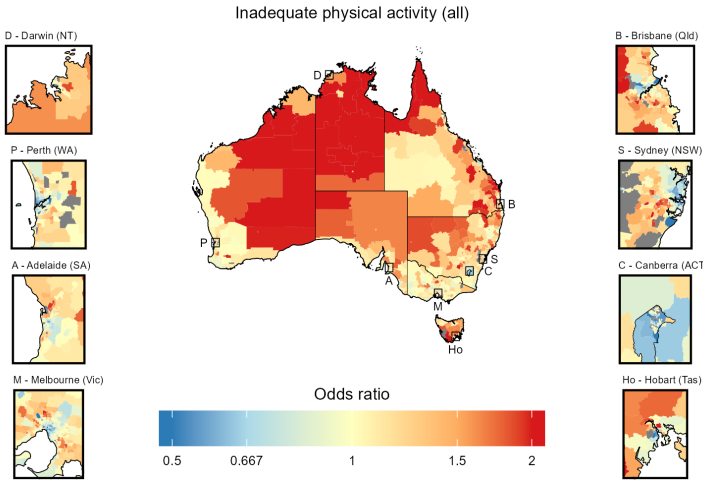 Inadequate physical activity (all)
D - Darwin (NT)
B - Brisbane (Qld)
P - Perth (WA)
S - Sydney (NSW)
A - Adelaide (SA)
C - Canberra (ACT
M - Melbourne (Vic)
Ho - Hobart (Tas)
D
B
P
S
C
A
M
Ho
Odds ratio
0.5 0.667 1 1.5 2